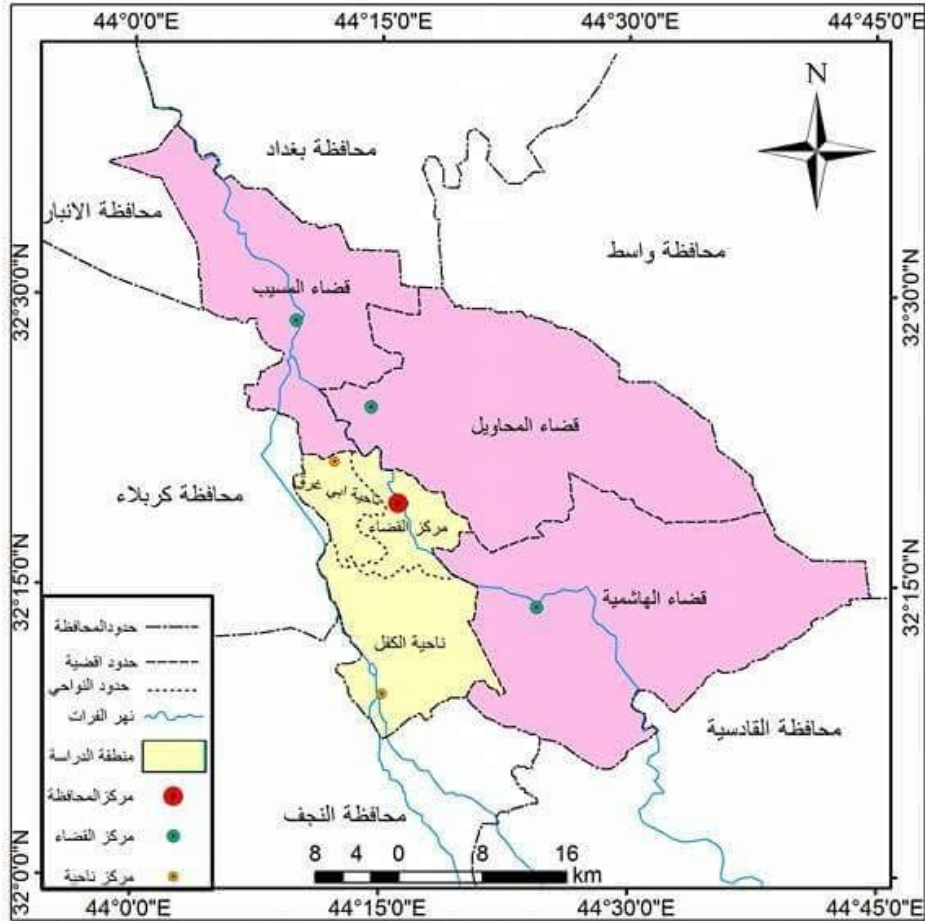 44°0'0"E
44°15'0"E
44°30'0"E
44°45'0"E
N
محافظة بغداد
محافظة الانبار
محافظة واسط
32°30'0"N
32°30'0"N
قضاء المسيب
قضاء المحاويل
محافظة كربلاء
ناحية ابي غرق
مركز القضاء
32°15'0"N
32°15'0"N
قضاء الهاشمية
ناحية الكفل
محافظة القادسية
محافظة النجف
حدودالمحافظة
حدود اقضية
حدود النواحي
نهر الفرات
منطقة الدراسة
مركزالمحافظة
مركز القضاء
مركز ناحية
8 4 0 8 16
km
32°0'0"N
44°0'0"E
44°15'0"E
44°30'0"E
44°45'0"E